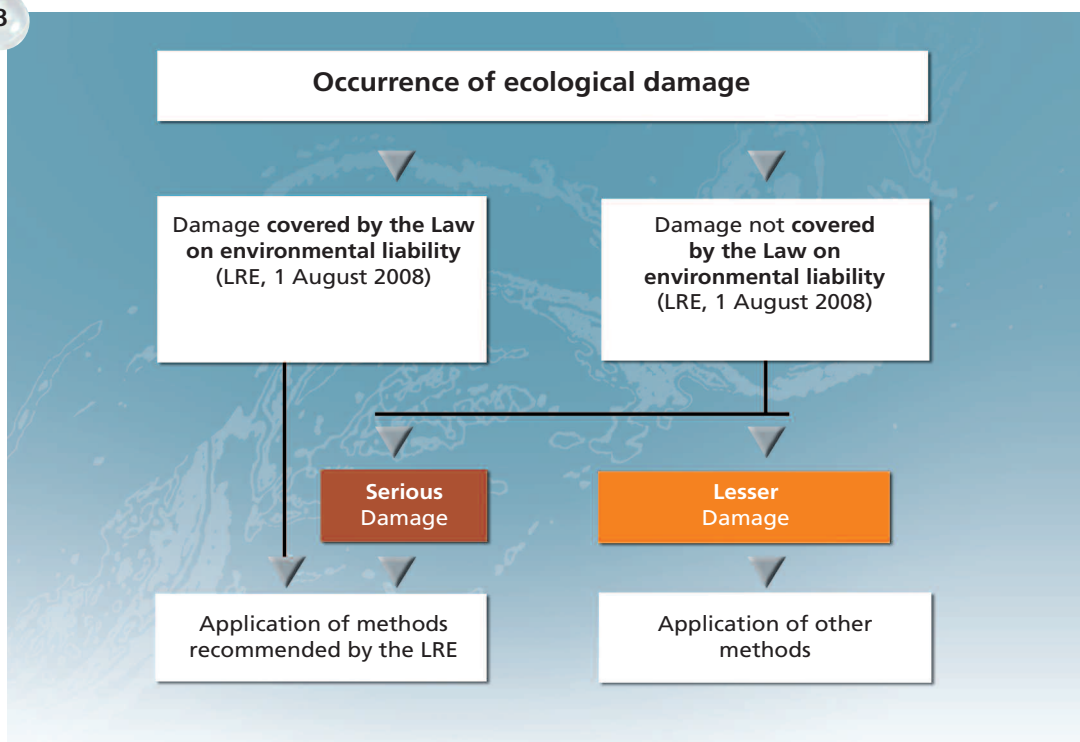 3
Occurrence of ecological damage
Damage covered by the Law
on environmental liability
(LRE, 1 August 2008)
Damage not covered
by the Law on
environmental liability
(LRE, 1 August 2008)
Serious
Damage
Lesser
Damage
Application of methods
recommended by the LRE
Application of other
methods